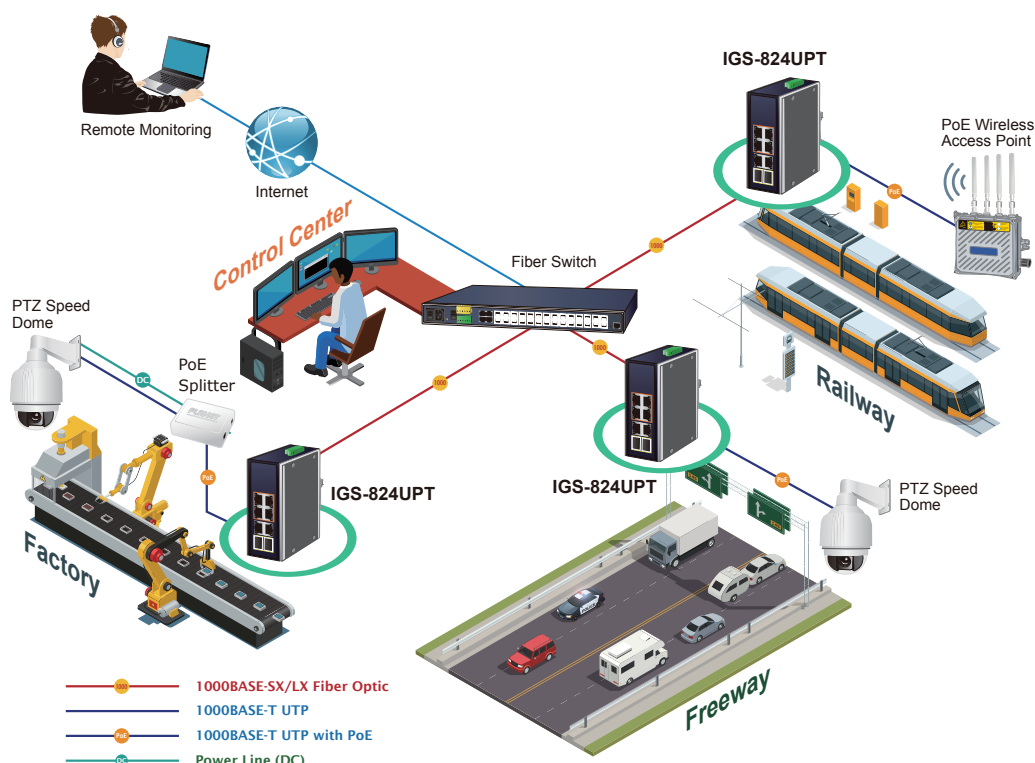 IGS-824UPT
Remote Monitoring
PoE Wireless
Access Point
Internet
PoE
Control Center
1000
Fiber Switch
PTZ Speed
Dome
PoE
Splitter
DC
1000
1000
PLANET
Railway
IGS-824UPT
IGS-824UPT
PoE
PoE
PTZ Speed
Dome
Factory
Freeway
1000
1000BASE-SX/LX Fiber Optic
1000BASE-T UTP
PoE
1000BASE-T UTP with PoE
DC
Power Line (DC)